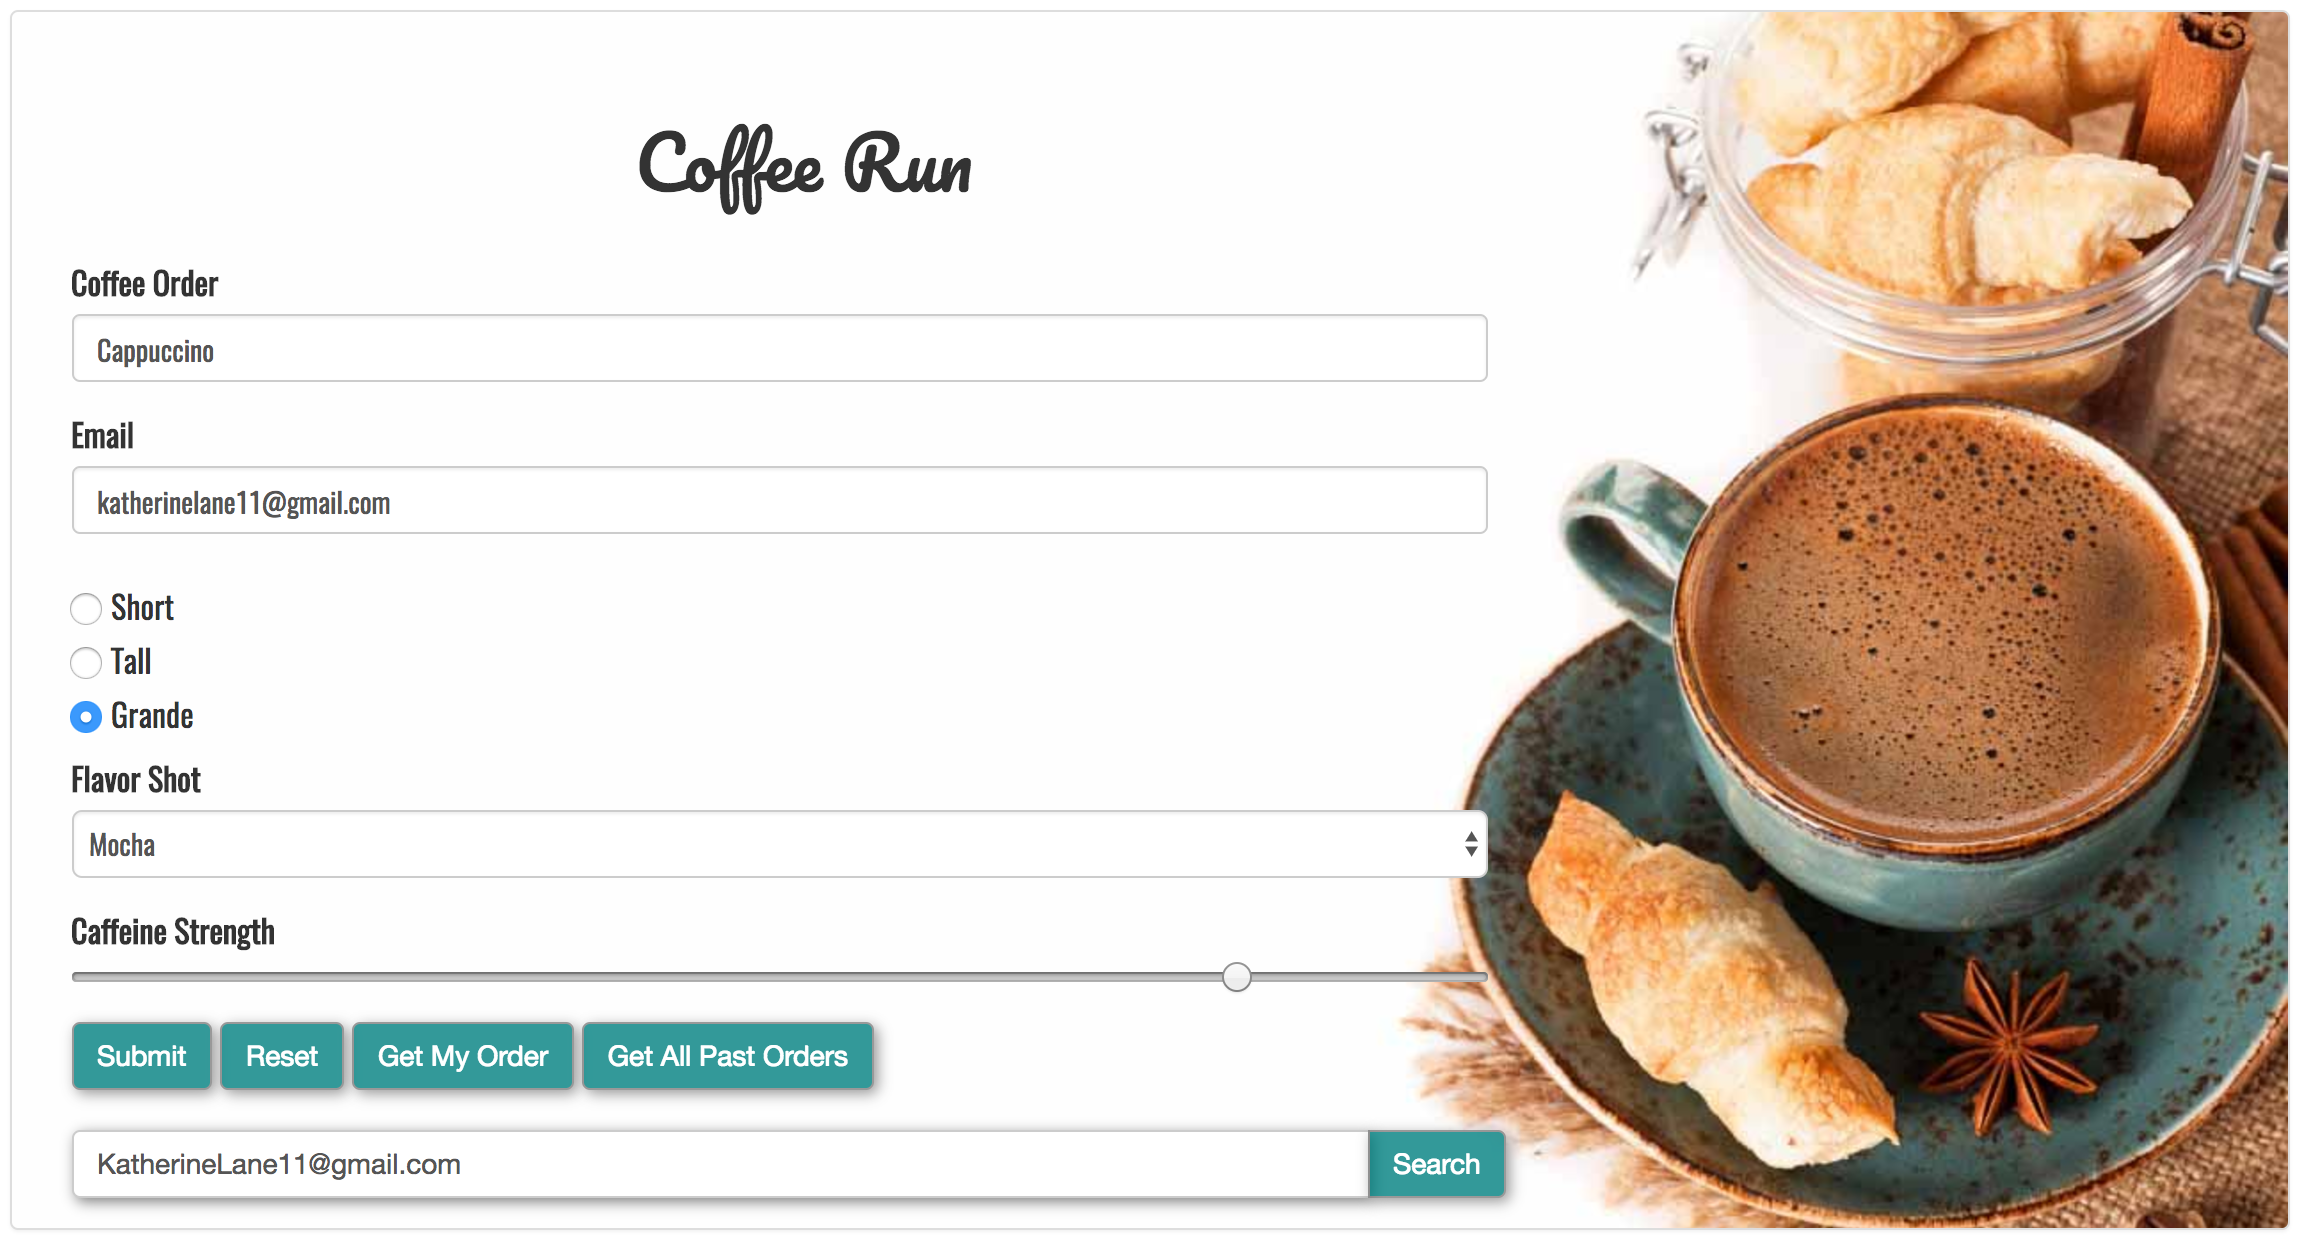 Coffee Run
Coffee Order
Cappuccino
Email
katherinelane11@gmail.com
Short
Tall
Grande
Flavor Shot
Mocha
Caffeine Strength
Submit Reset Get My Order Get All Past Orders
KatherineLane11@gmail.com Search